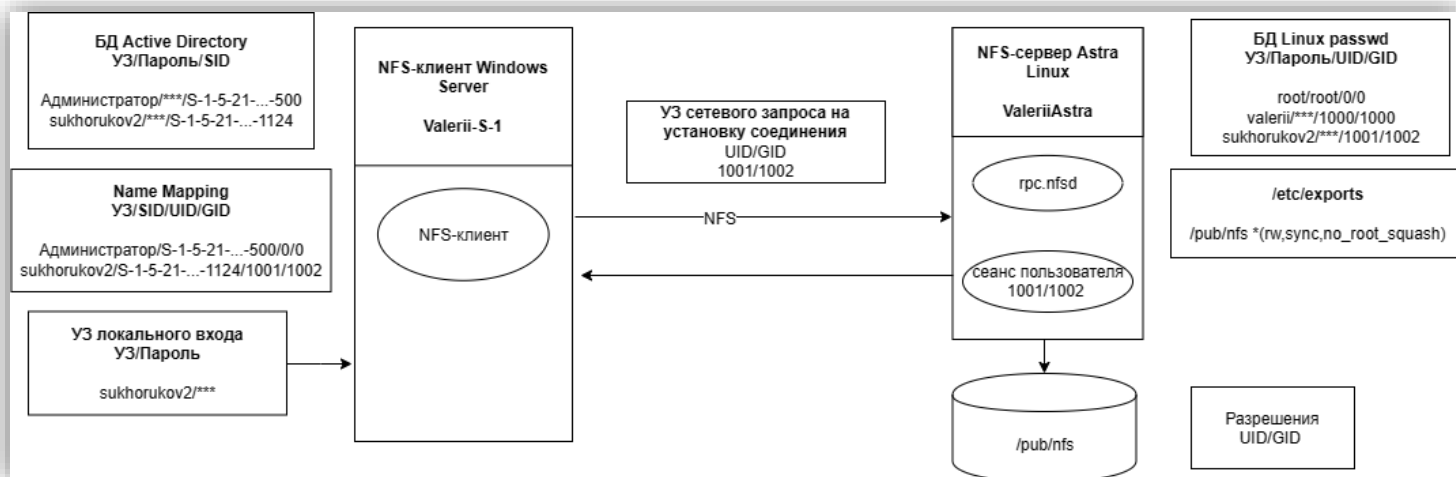 БД Active Directory
УЗ/Пароль/SID
Администратор/***/S-1-5-21-...-500
sukhorukov2/***/S-1-5-21-...-1124
Name Mapping
УЗ/SID/UID/GID
Администратор/S-1-5-21-...-500/0/0
sukhorukov2/S-1-5-21-...-1124/1001/1002
УЗ локального входа
УЗ/Пароль
sukhorukov2/***
NFS-клиент Windows
Server
Valerii-S-1
NFS-клиент
УЗ сетевого запроса на
установку соединения
UID/GID
1001/1002
NFS
NFS-сервер Astra
Linux
ValeriiAstra
rpc.nfsd
сеанс пользователя
1001/1002
/pub/nfs
БД Linux passwd
УЗ/Пароль/UID/GID
root/root/0/0
valerii/***/1000/1000
sukhorukov2/***/1001/1002
/etc/exports
/pub/nfs *(rw,sync,no_root_squash)
Разрешения
UID/GID